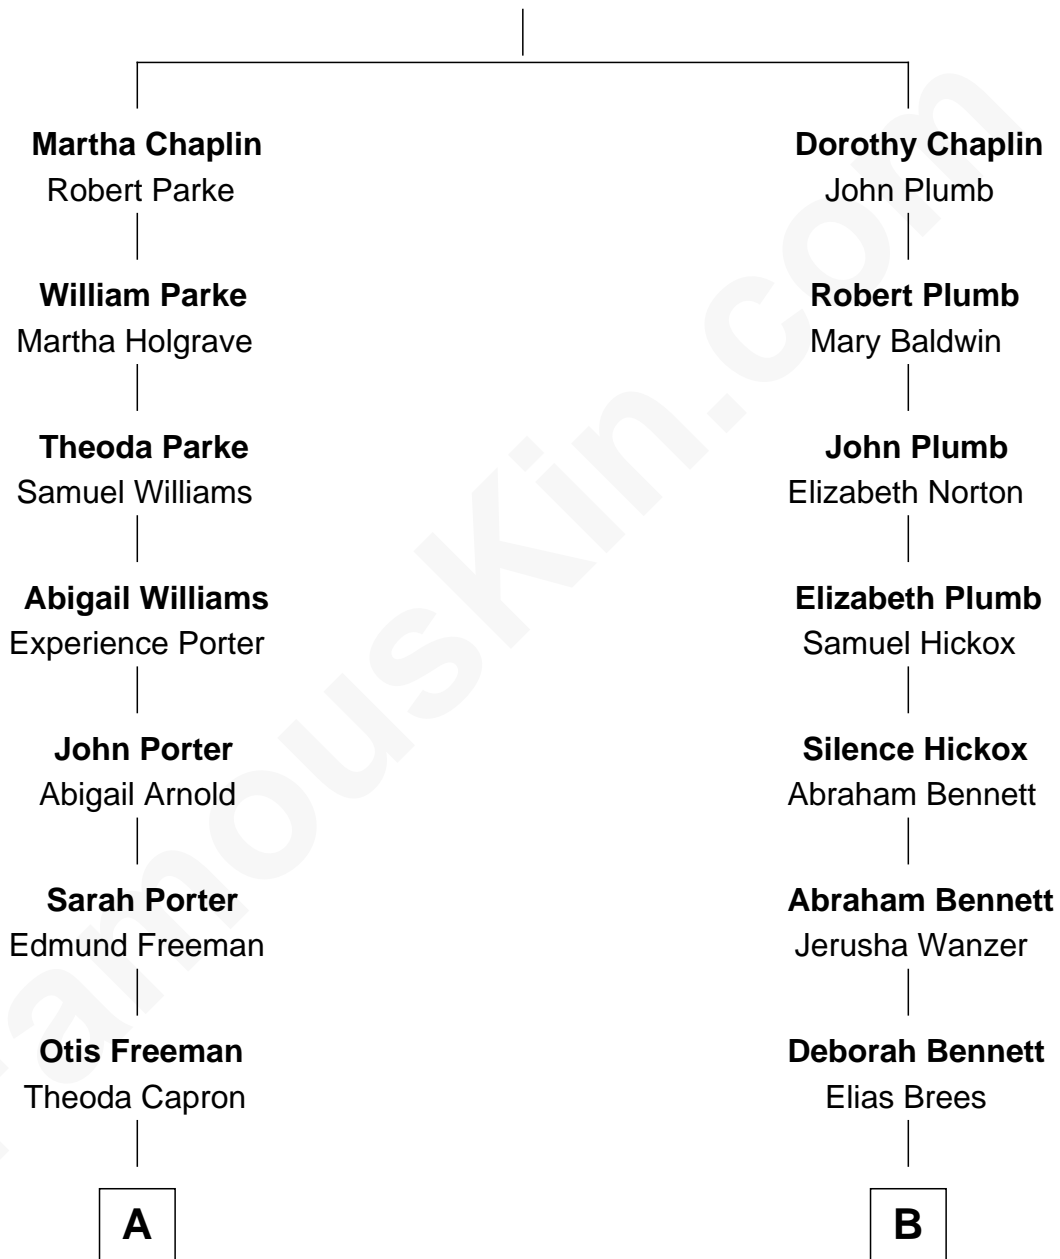 Martha Chaplin
Robert Parke
William Parke
Martha Holgrave
Theoda Parke
Samuel Williams
Abigail Williams
Experience Porter
John Porter
Abigail Arnold
Sarah Porter
Edmund Freeman
Otis Freeman
Theoda Capron
A
Dorothy Chaplin
John Plumb
Robert Plumb
Mary Baldwin
John Plumb
Elizabeth Norton
Elizabeth Plumb
Samuel Hickox
Silence Hickox
Abraham Bennett
Abraham Bennett
Jerusha Wanzer
Deborah Bennett
Elias Brees
B
FamousKin.com